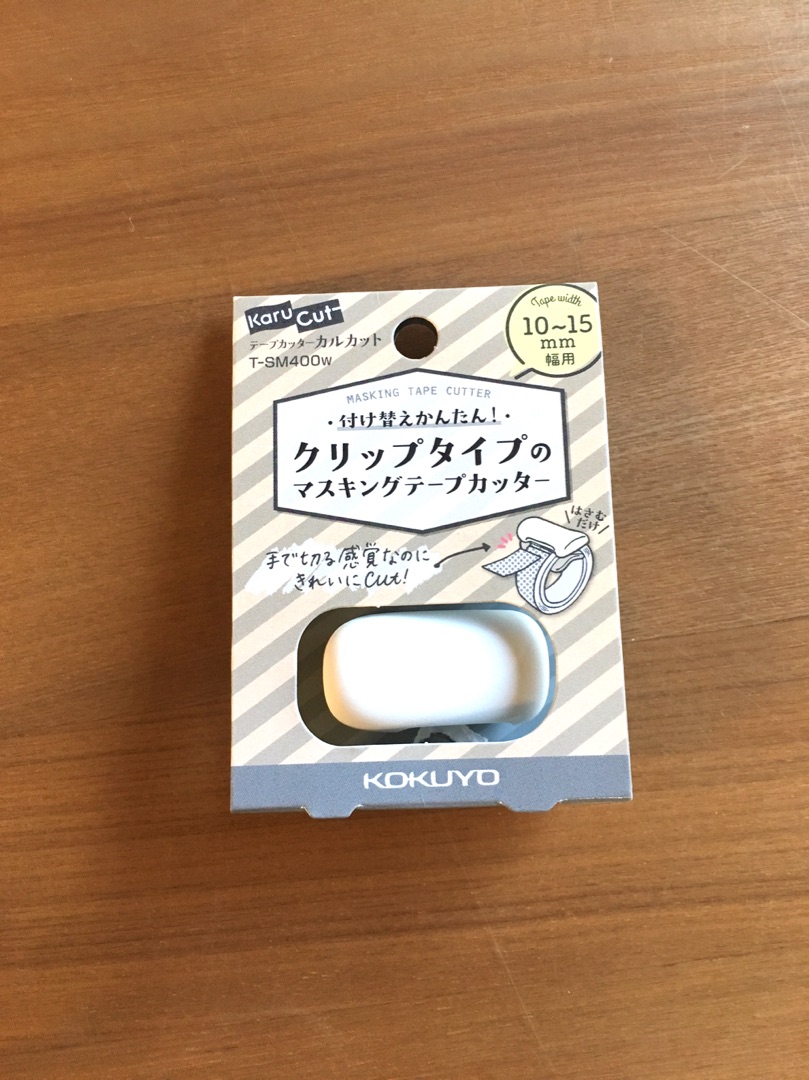 Karu Cut
テープカッターカルカット
T-SM400W
Tape width
10~15
mm
幅用
MASKING TAPE CUTTER
・付け替えかんたん!・
クリップタイプの
マスキングテープカッター
はさむ
だけ
手で切る感覚なのに
きれいにCut!
KOKUYO